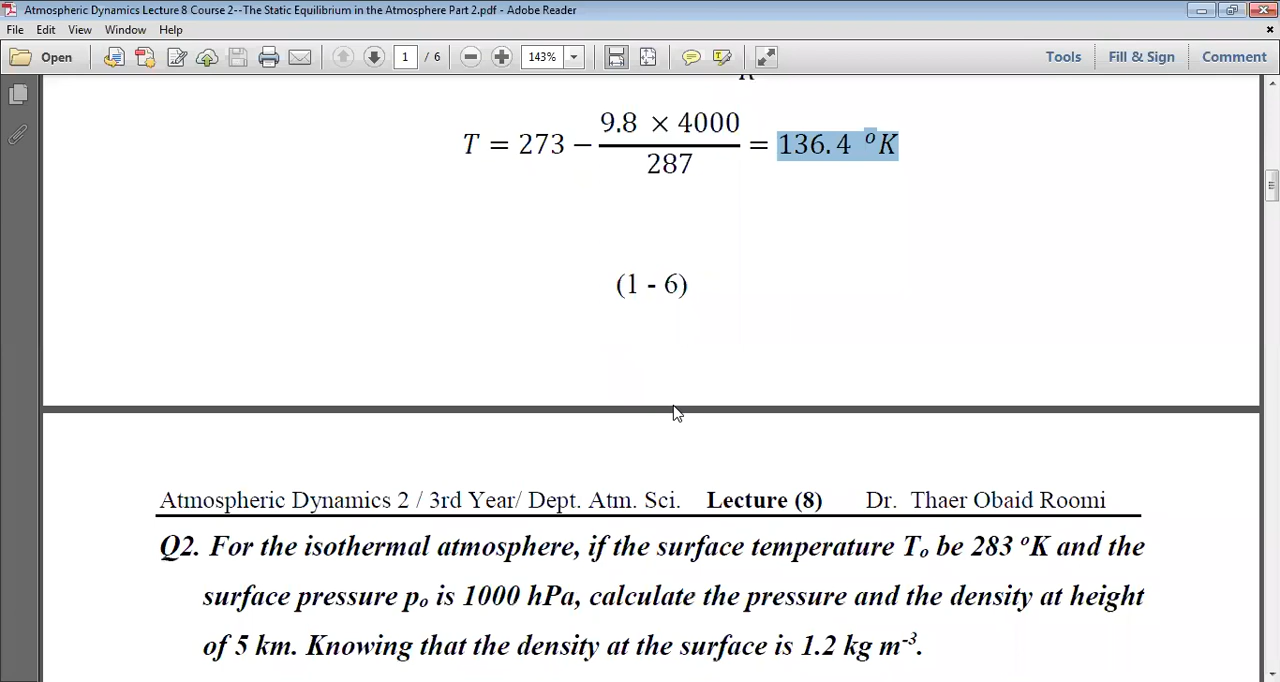 Atmospheric Dynamics Lecture 8 Course 2--The Static Equilibrium in the Atmosphere Part 2.pdf - Adobe Reader
File Edit View Window Help
Open 1 / 6 143% Tools Fill & Sign Comment
T = 273 − 9.8 × 4000 / 287 = 136.4 °K
(1 - 6)
Atmospheric Dynamics 2 / 3rd Year/ Dept. Atm. Sci. Lecture (8) Dr. Thaer Obaid Roomi
Q2. For the isothermal atmosphere, if the surface temperature Tₒ be 283 °K and the
surface pressure pₒ is 1000 hPa, calculate the pressure and the density at height
of 5 km. Knowing that the density at the surface is 1.2 kg m⁻³.